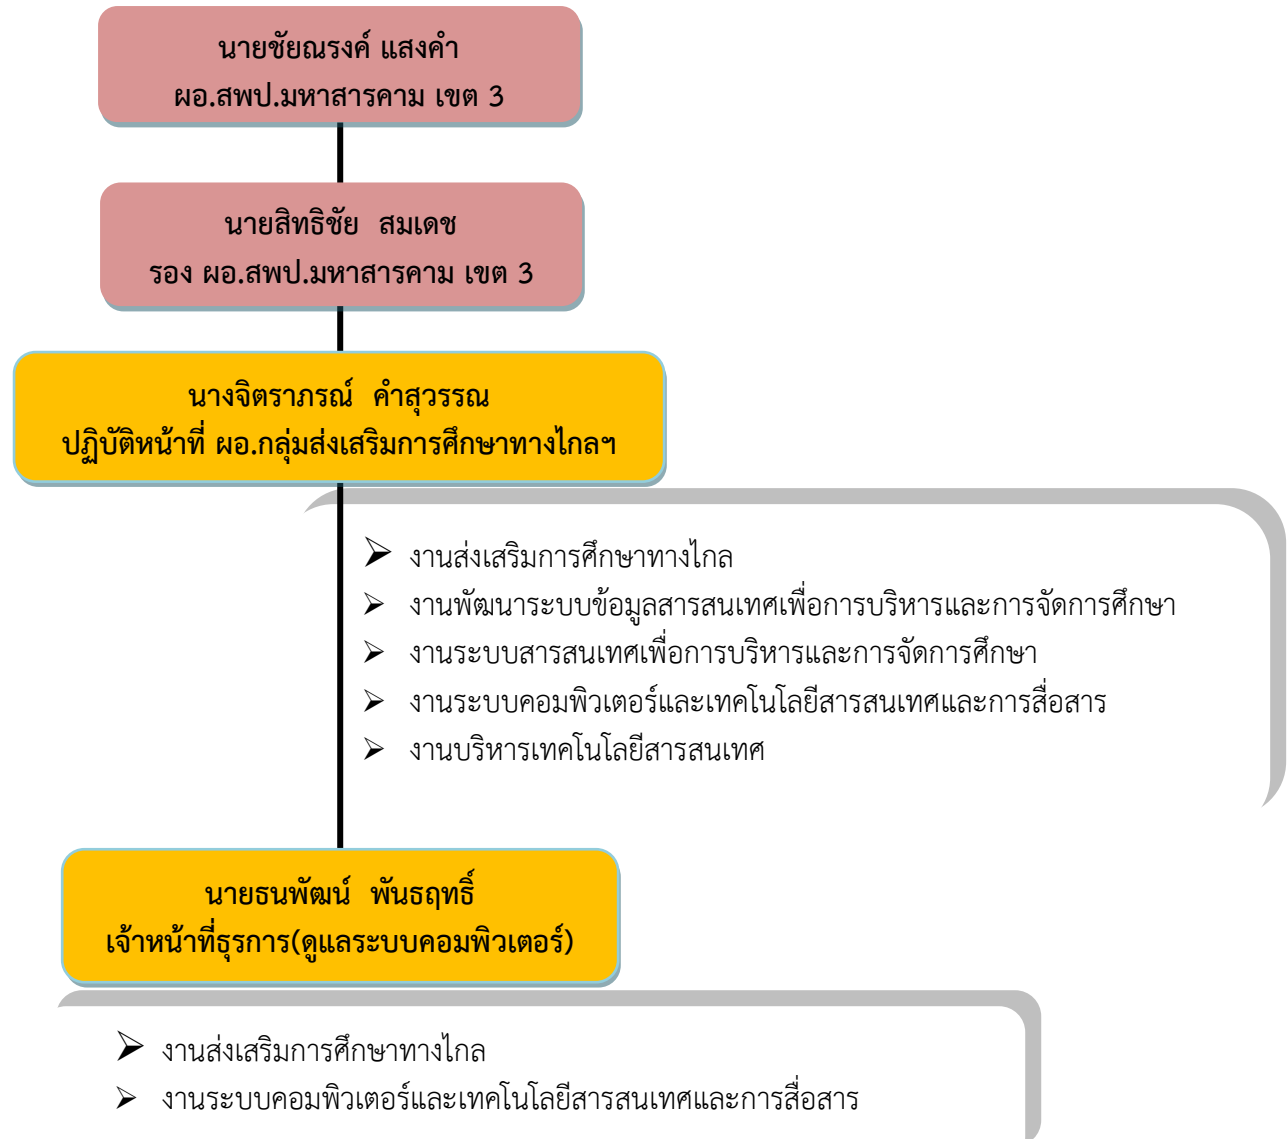 นายชัยณรงค์ แสงคำ
ผอ.สพป.มหาสารคาม เขต 3
นายสิทธิชัย  สมเดช
รอง ผอ.สพป.มหาสารคาม เขต 3
นางจิตราภรณ์  คำสุวรรณ
ปฏิบัติหน้าที่ ผอ.กลุ่มส่งเสริมการศึกษาทางไกลฯ
➢ งานส่งเสริมการศึกษาทางไกล
➢ งานพัฒนาระบบข้อมูลสารสนเทศเพื่อการบริหารและการจัดการศึกษา
➢ งานระบบสารสนเทศเพื่อการบริหารและการจัดการศึกษา
➢ งานระบบคอมพิวเตอร์และเทคโนโลยีสารสนเทศและการสื่อสาร
➢ งานบริหารเทคโนโลยีสารสนเทศ
นายธนพัฒน์  พันธฤทธิ์
เจ้าหน้าที่ธุรการ(ดูแลระบบคอมพิวเตอร์)
➢ งานส่งเสริมการศึกษาทางไกล
➢ งานระบบคอมพิวเตอร์และเทคโนโลยีสารสนเทศและการสื่อสาร